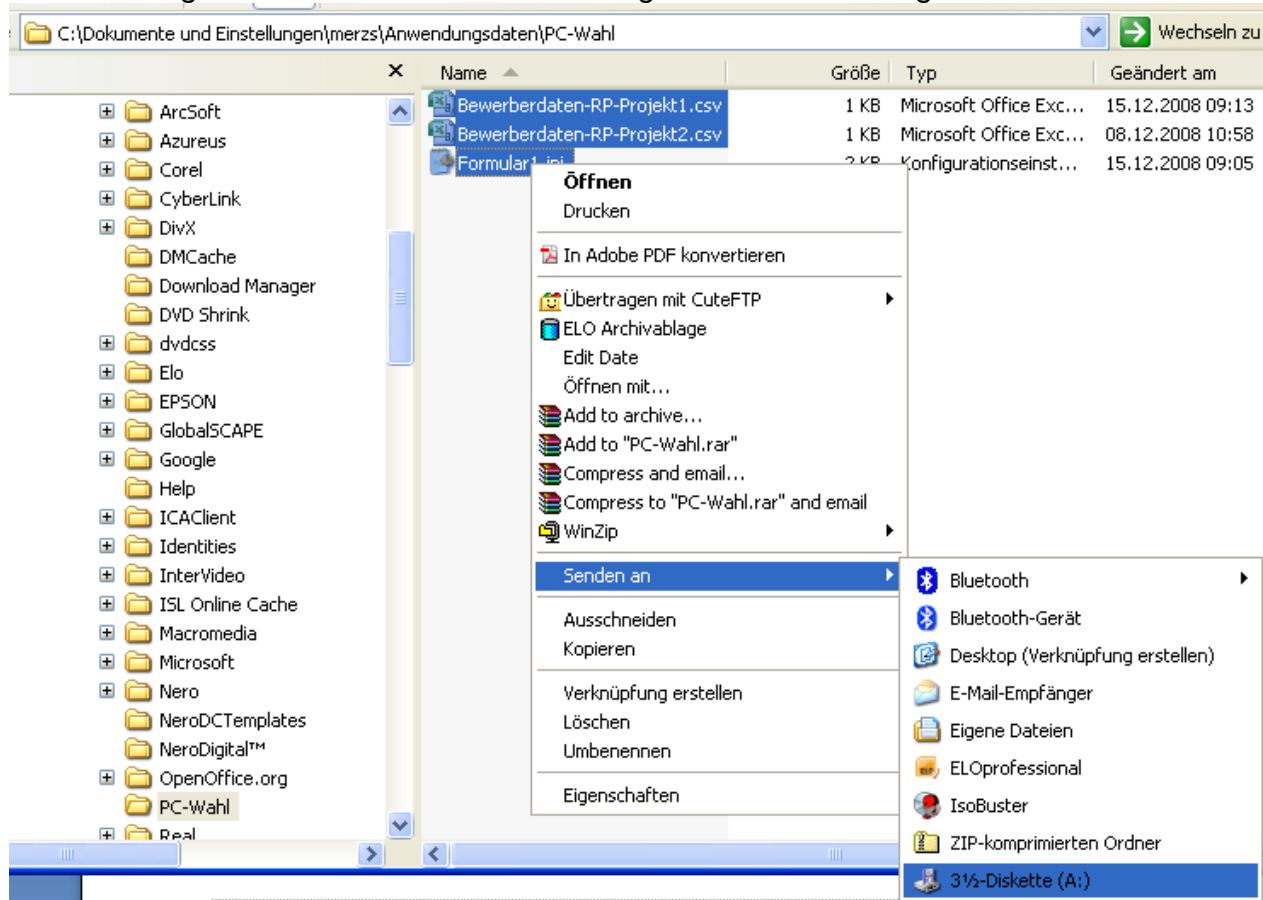 C:\Dokumente und Einstellungen\merzs\Anwendungsdaten\PC-Wahl
Wechseln zu
Name Größe Typ Geändert am
Bewerberdaten-RP-Projekt1.csv 1 KB Microsoft Office Exc... 15.12.2008 09:13
Bewerberdaten-RP-Projekt2.csv 1 KB Microsoft Office Exc... 08.12.2008 10:58
Formular1.ini 2 KB Konfigurationseinst... 15.12.2008 09:05
ArcSoft
Azureus
Corel
CyberLink
DivX
DMCache
Download Manager
DVD Shrink
dvdcss
Elo
EPSON
GlobalSCAPE
Google
Help
ICAClient
Identities
InterVideo
ISL Online Cache
Macromedia
Microsoft
Nero
NeroDCTemplates
NeroDigital™
OpenOffice.org
PC-Wahl
Real
Öffnen
Drucken
In Adobe PDF konvertieren
Übertragen mit CuteFTP
ELO Archivablage
Edit Date
Öffnen mit...
Add to archive...
Add to "PC-Wahl.rar"
Compress and email...
Compress to "PC-Wahl.rar" and email
WinZip
Senden an
Ausschneiden
Kopieren
Verknüpfung erstellen
Löschen
Umbenennen
Eigenschaften
Bluetooth
Bluetooth-Gerät
Desktop (Verknüpfung erstellen)
E-Mail-Empfänger
Eigene Dateien
ELOprofessional
IsoBuster
ZIP-komprimierten Ordner
3½-Diskette (A:)